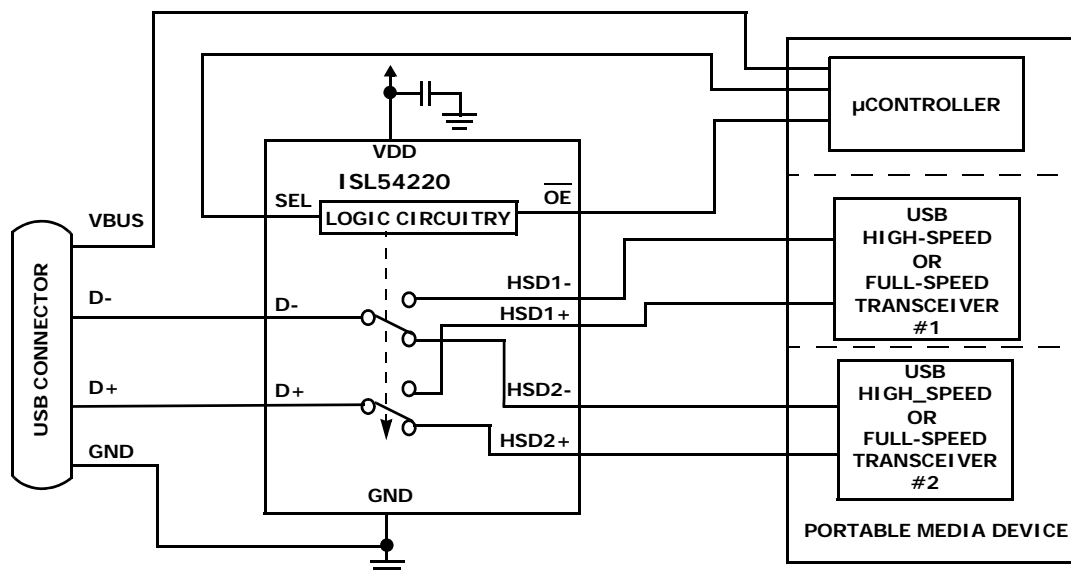 µCONTROLLER
VDD
ISL54220
SEL
LOGIC CIRCUITRY
OE
USB CONNECTOR
VBUS
D-
D-
D+
D+
GND
GND
HSD1-
HSD1+
HSD2-
HSD2+
USB
HIGH-SPEED
OR
FULL-SPEED
TRANSCEIVER
#1
USB
HIGH_SPEED
OR
FULL-SPEED
TRANSCEIVER
#2
PORTABLE MEDIA DEVICE